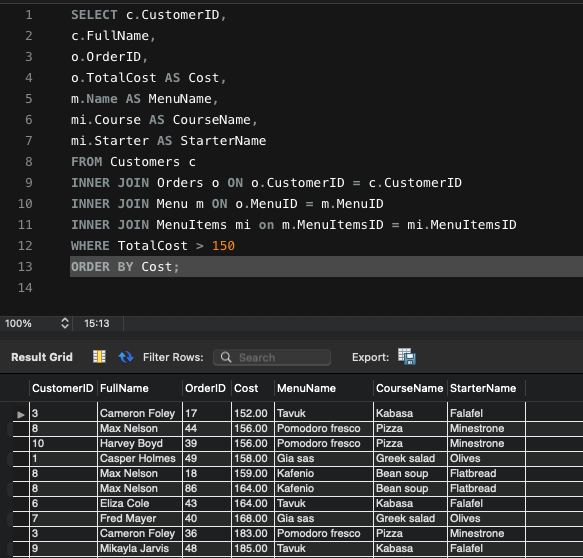 1 SELECT c.CustomerID,
2 c.FullName,
3 o.OrderID,
4 o.TotalCost AS Cost,
5 m.Name AS MenuName,
6 mi.Course AS CourseName,
7 mi.Starter AS StarterName
8 FROM Customers c
9 INNER JOIN Orders o ON o.CustomerID = c.CustomerID
10 INNER JOIN Menu m ON o.MenuID = m.MenuID
11 INNER JOIN MenuItems mi on m.MenuItemsID = mi.MenuItemsID
12 WHERE TotalCost > 150
13 ORDER BY Cost;
14
100% 15:13
Result Grid Filter Rows: Search Export:
CustomerID FullName OrderID Cost MenuName CourseName StarterName
3 Cameron Foley 17 152.00 Tavuk Kabasa Falafel
8 Max Nelson 44 156.00 Pomodoro fresco Pizza Minestrone
10 Harvey Boyd 39 156.00 Pomodoro fresco Pizza Minestrone
1 Casper Holmes 49 158.00 Gia sas Greek salad Olives
8 Max Nelson 18 159.00 Kafenio Bean soup Flatbread
8 Max Nelson 86 164.00 Kafenio Bean soup Flatbread
6 Eliza Cole 43 164.00 Tavuk Kabasa Falafel
7 Fred Mayer 40 168.00 Gia sas Greek salad Olives
3 Cameron Foley 36 183.00 Pomodoro fresco Pizza Minestrone
9 Mikayla Jarvis 48 185.00 Tavuk Kabasa Falafel